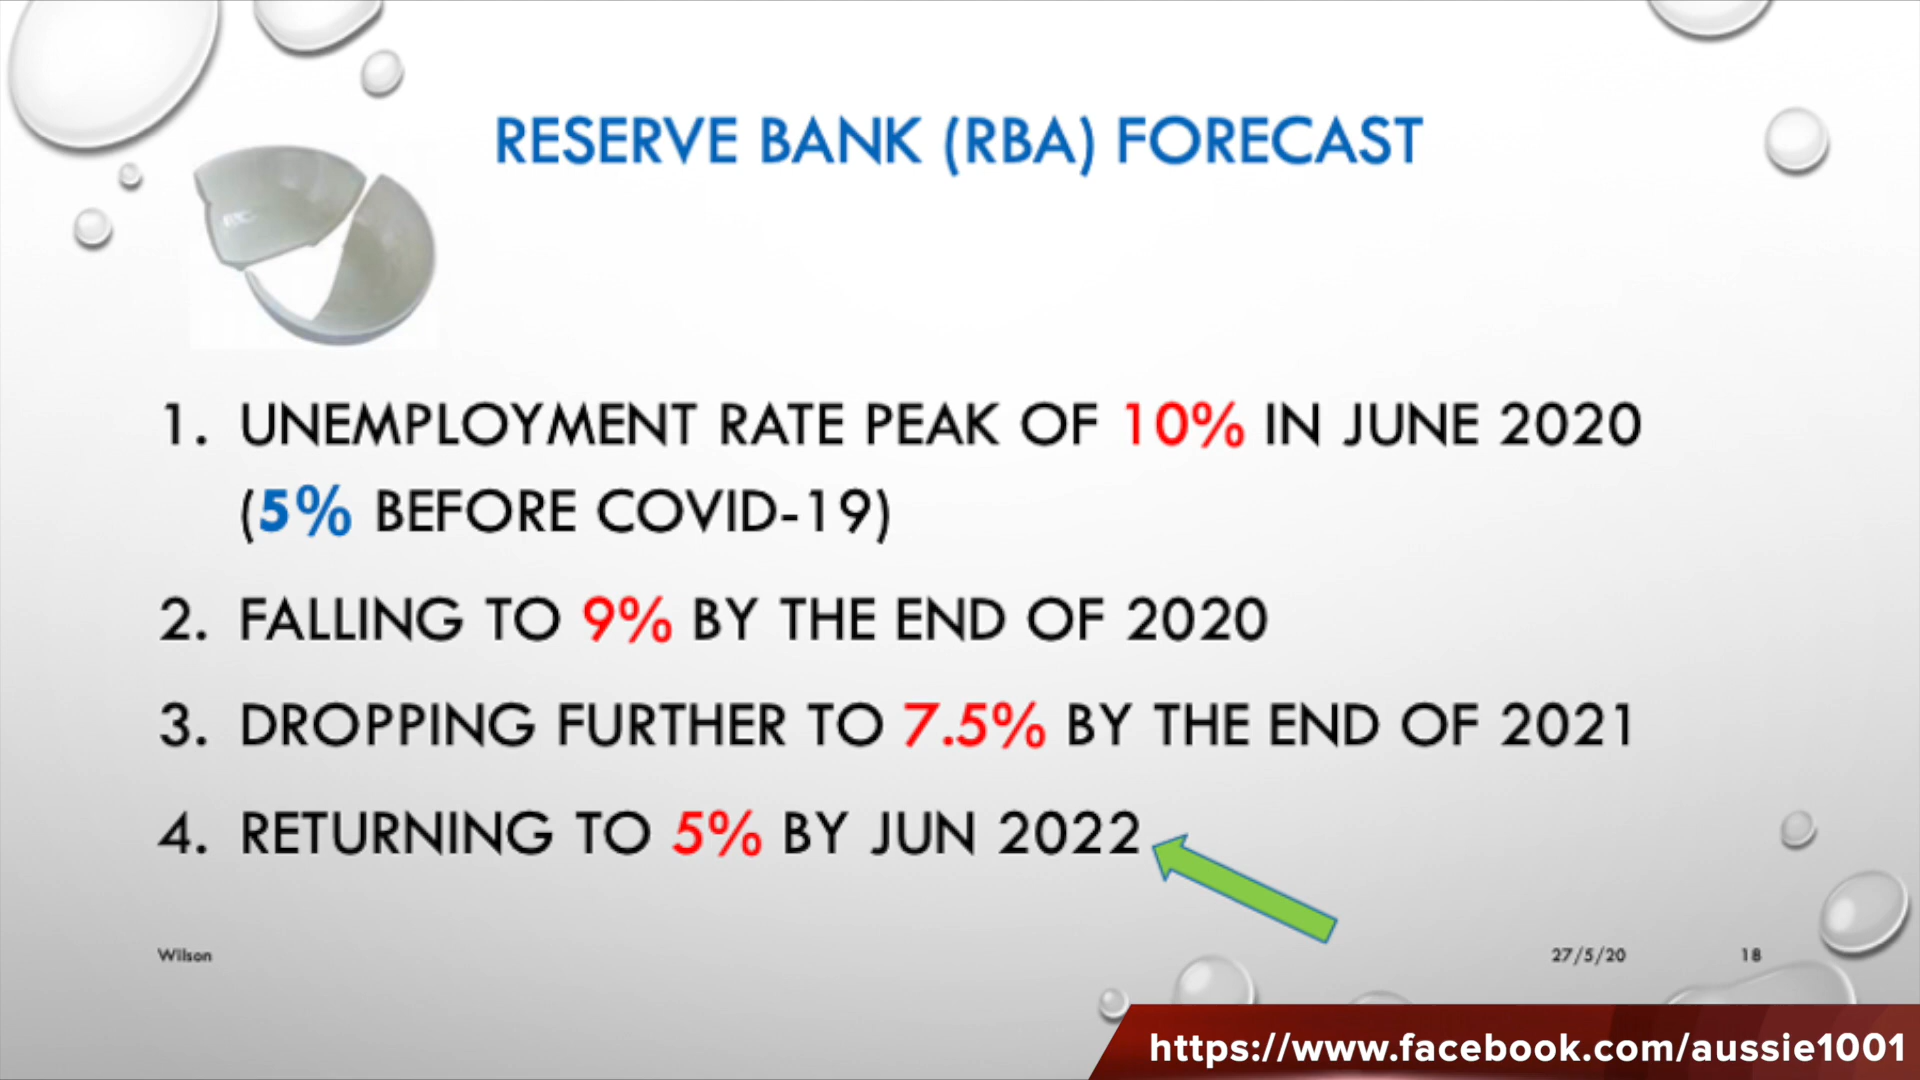 RESERVE BANK (RBA) FORECAST
1. UNEMPLOYMENT RATE PEAK OF 10% IN JUNE 2020
(5% BEFORE COVID-19)
2. FALLING TO 9% BY THE END OF 2020
3. DROPPING FURTHER TO 7.5% BY THE END OF 2021
4. RETURNING TO 5% BY JUN 2022
Wilson 27/5/20 18
https://www.facebook.com/aussie1001